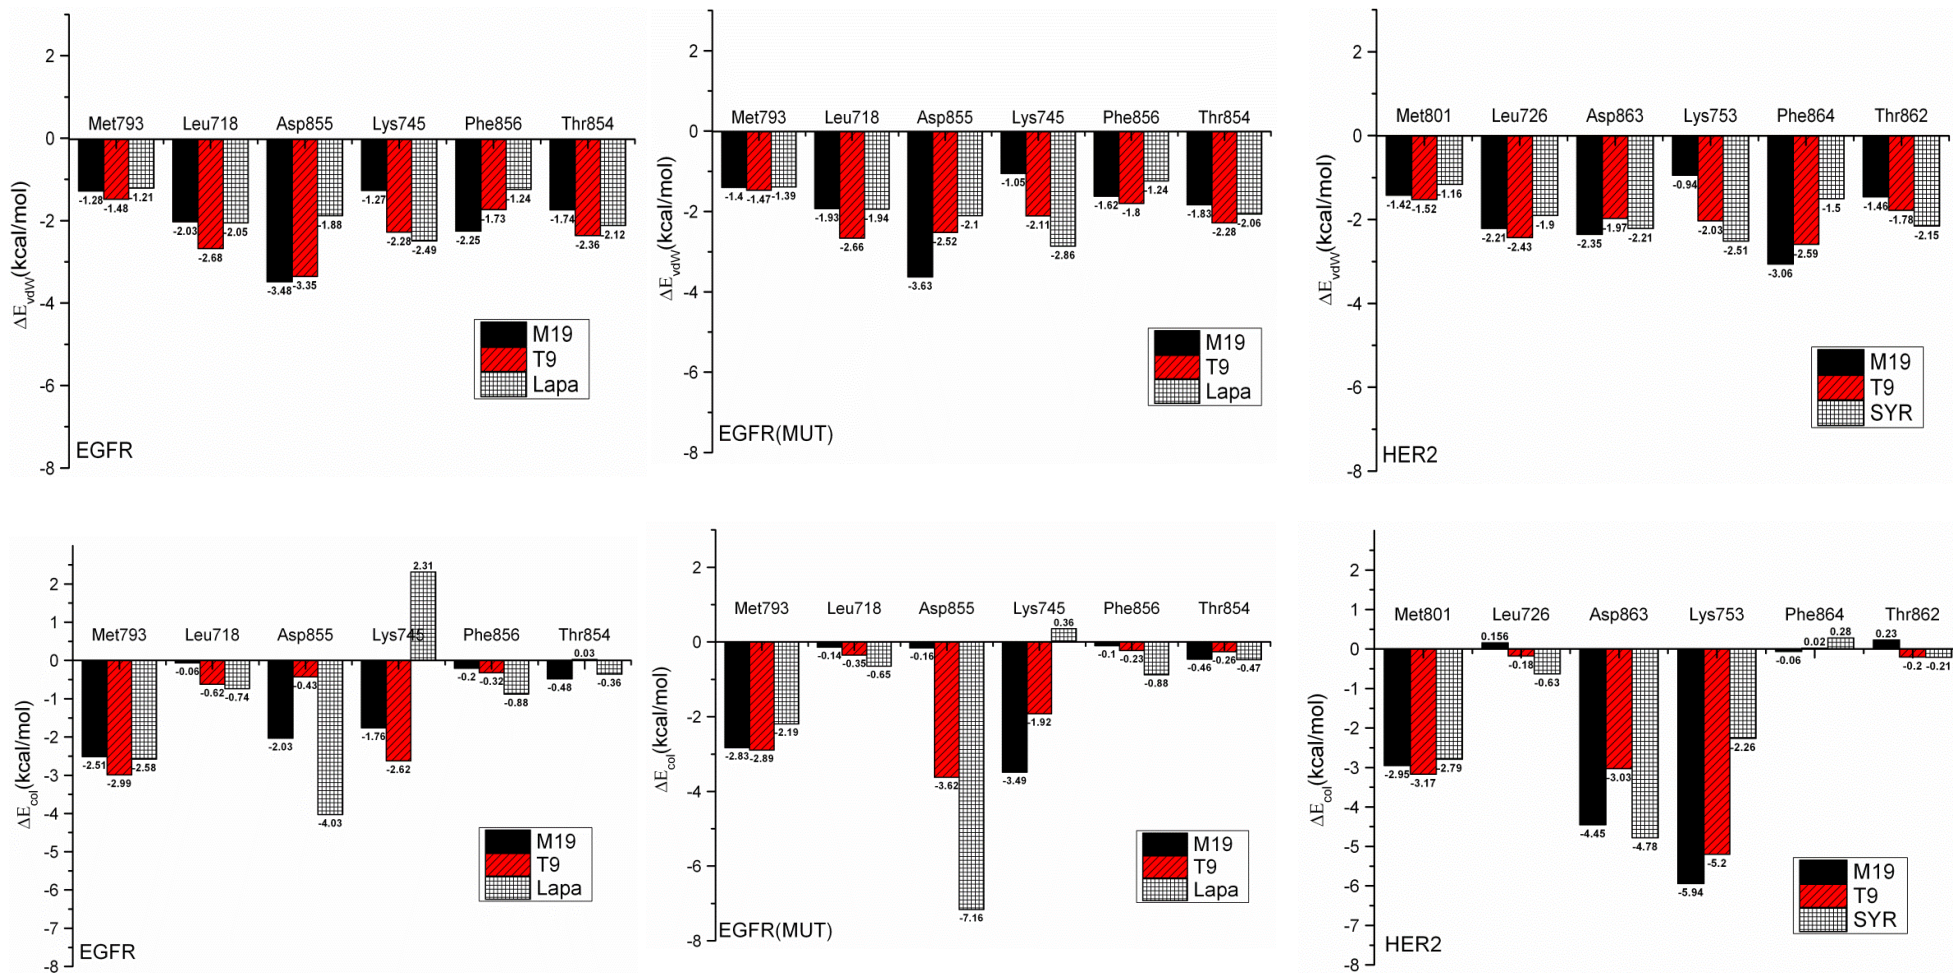 2
Met793 Leu718 Asp855 Lys745 Phe856 Thr854
0
-1.28 -1.48 -1.21 -2.03 -2.68 -2.05 -3.48 -3.35 -1.88 -1.27 -2.28 -2.49 -2.25 -1.73 -1.24 -1.74 -2.36 -2.12
-2
-4
-6
-8
ΔEvdW(kcal/mol)
M19
T9
Lapa
EGFR
2
Met793 Leu718 Asp855 Lys745 Phe856 Thr854
0
-1.4 -1.47 -1.39 -1.93 -2.66 -1.94 -3.63 -2.52 -2.1 -1.05 -2.11 -2.86 -1.62 -1.8 -1.24 -1.83 -2.28 -2.06
-2
-4
-6
-8
ΔEvdW(kcal/mol)
M19
T9
Lapa
EGFR(MUT)
2
Met801 Leu726 Asp863 Lys753 Phe864 Thr862
0
-1.42 -1.52 -1.16 -2.21 -2.43 -1.9 -2.35 -1.97 -2.21 -0.94 -2.03 -2.51 -3.06 -2.59 -1.5 -1.46 -1.78 -2.15
-2
-4
-6
-8
ΔEvdW(kcal/mol)
M19
T9
SYR
HER2
2
1
Met793 Leu718 Asp855 Lys745 Phe856 Thr854
0
-2.51 -2.99 -2.58 -0.06 -0.62 -0.74 -2.03 -0.43 -4.03 -1.76 -2.62 2.31 -0.2 -0.32 -0.88 -0.48 0.03 -0.36
-1
-2
-3
-4
-5
-6
-7
-8
ΔEcol(kcal/mol)
M19
T9
Lapa
EGFR
2
Met793 Leu718 Asp855 Lys745 Phe856 Thr854
0
-2.83 -2.89 -2.19 -0.14 -0.35 -0.65 -0.16 -3.62 -7.16 -3.49 -1.92 0.36 -0.1 -0.23 -0.88 -0.46 -0.26 -0.47
-2
-4
-6
-8
ΔEcol(kcal/mol)
M19
T9
Lapa
EGFR(MUT)
2
1
Met801 Leu726 Asp863 Lys753 Phe864 Thr862
0
-2.95 -3.17 -2.79 0.156 -0.18 -0.63 -4.45 -3.03 -4.78 -5.94 -5.2 -2.26 -0.06 0.02 0.28 0.23 -0.2 -0.21
-1
-2
-3
-4
-5
-6
-7
-8
ΔEcol(kcal/mol)
M19
T9
SYR
HER2